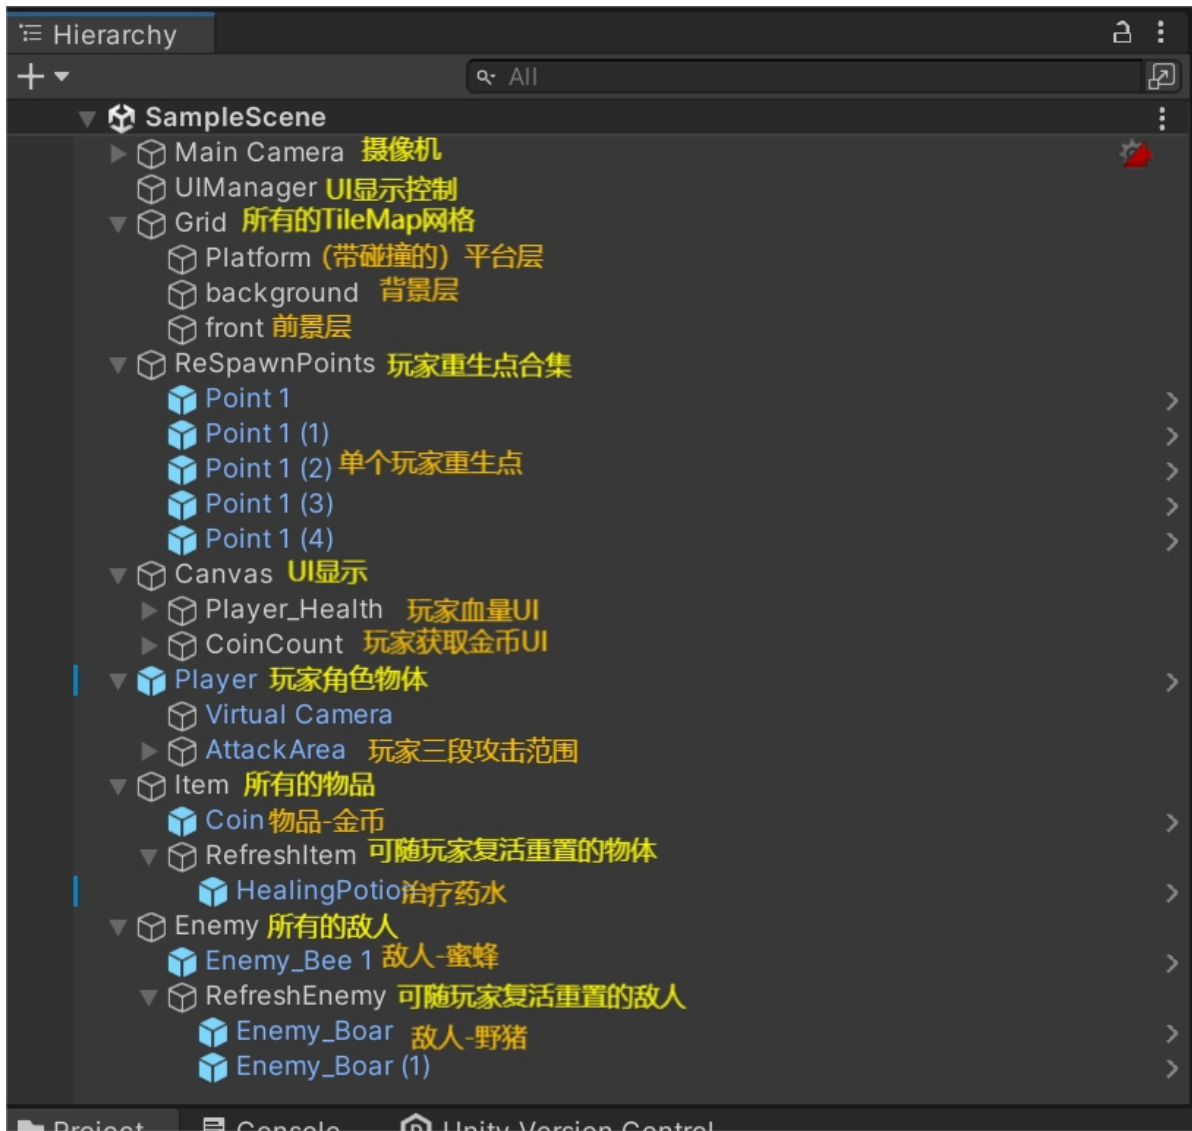 Hierarchy
All
SampleScene
Main Camera 摄像机
UIManager UI显示控制
Grid 所有的TileMap网格
Platform (带碰撞的) 平台层
background 背景层
front 前景层
ReSpawnPoints 玩家重生点合集
Point 1
Point 1 (1)
Point 1 (2) 单个玩家重生点
Point 1 (3)
Point 1 (4)
Canvas UI显示
Player_Health 玩家血量UI
CoinCount 玩家获取金币UI
Player 玩家角色物体
Virtual Camera
AttackArea 玩家三段攻击范围
Item 所有的物品
Coin 物品-金币
RefreshItem 可随玩家复活重置的物体
HealingPotion 治疗药水
Enemy 所有的敌人
Enemy_Bee 1 敌人-蜜蜂
RefreshEnemy 可随玩家复活重置的敌人
Enemy_Boar 敌人-野猪
Enemy_Boar (1)
Project Console Unity Version Control